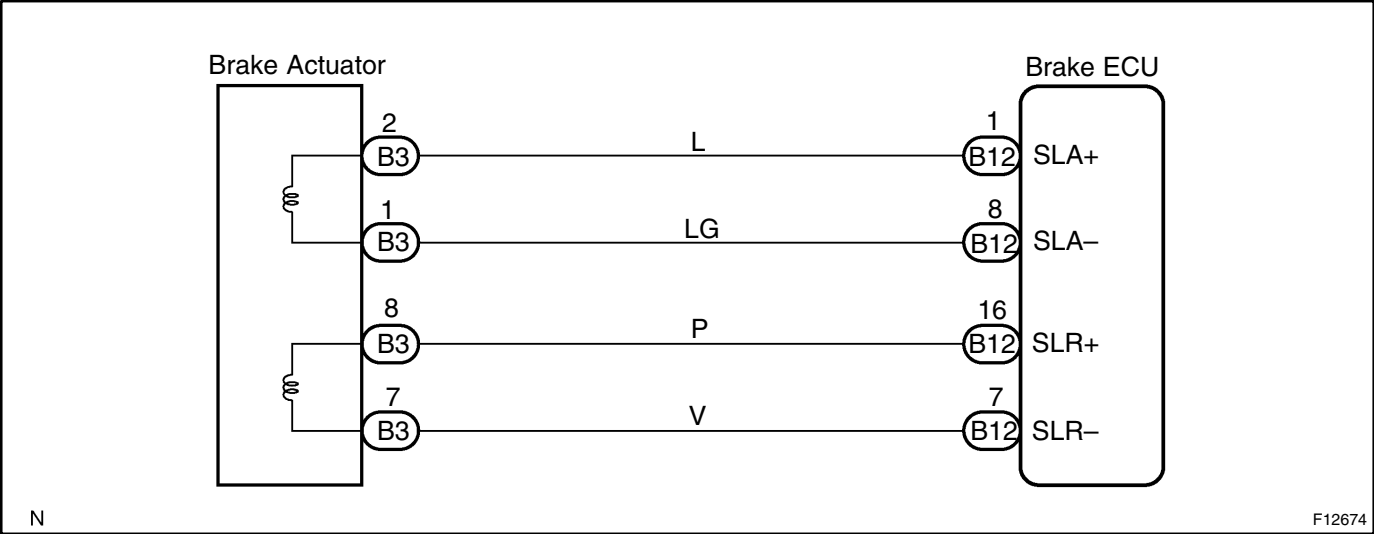 Brake Actuator
Brake ECU
2
1
B3
L
B12
SLA+
1
8
B3
LG
B12
SLA–
8
16
B3
P
B12
SLR+
7
7
B3
V
B12
SLR–
N
F12674